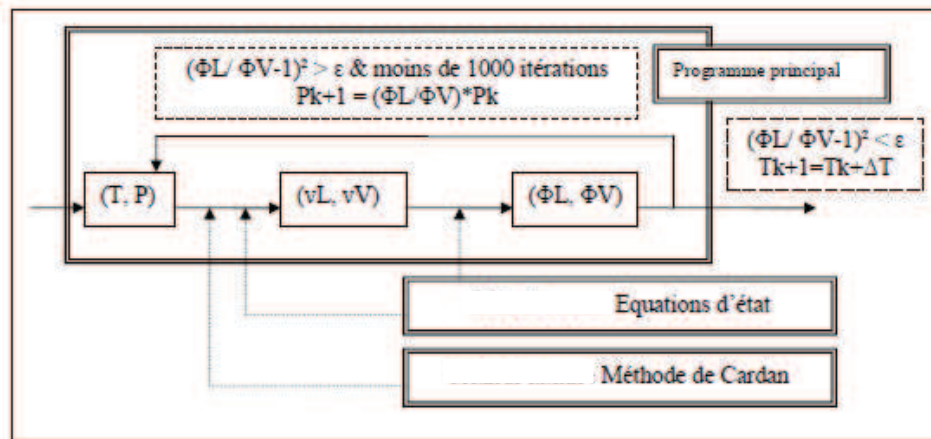 (ΦL/ ΦV-1)² > ε & moins de 1000 itérations
Pk+1 = (ΦL/ΦV)*Pk
Programme principal
(ΦL/ ΦV-1)² < ε
Tk+1=Tk+ΔT
(T, P)
(vL, vV)
(ΦL, ΦV)
Equations d’état
Méthode de Cardan